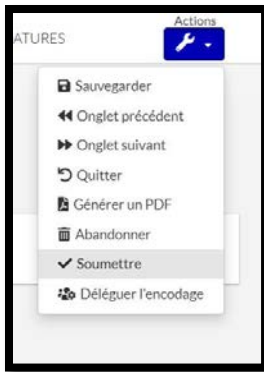 Actions
ATURES
Sauvegarder
Onglet précédent
Onglet suivant
Quitter
Générer un PDF
Abandonner
Soumettre
Déléguer l'encodage